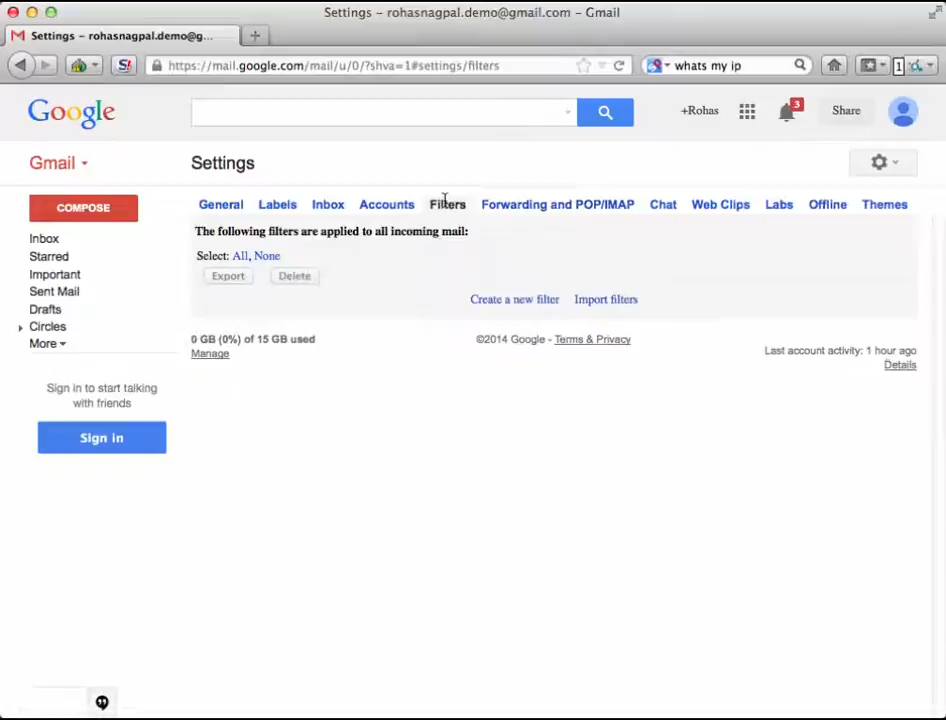 Settings – rohasnagpal.demo@gmail.com – Gmail
Settings – rohasnagpal.demo@g...
https://mail.google.com/mail/u/0/?shva=1#settings/filters
whats my ip
1
Google
+Rohas
3
Share
Gmail
Settings
COMPOSE
General Labels Inbox Accounts Filters Forwarding and POP/IMAP Chat Web Clips Labs Offline Themes
The following filters are applied to all incoming mail:
Select: All, None
Export Delete
Create a new filter Import filters
Inbox
Starred
Important
Sent Mail
Drafts
Circles
More
0 GB (0%) of 15 GB used
Manage
©2014 Google - Terms & Privacy
Last account activity: 1 hour ago
Details
Sign in to start talking
with friends
Sign in